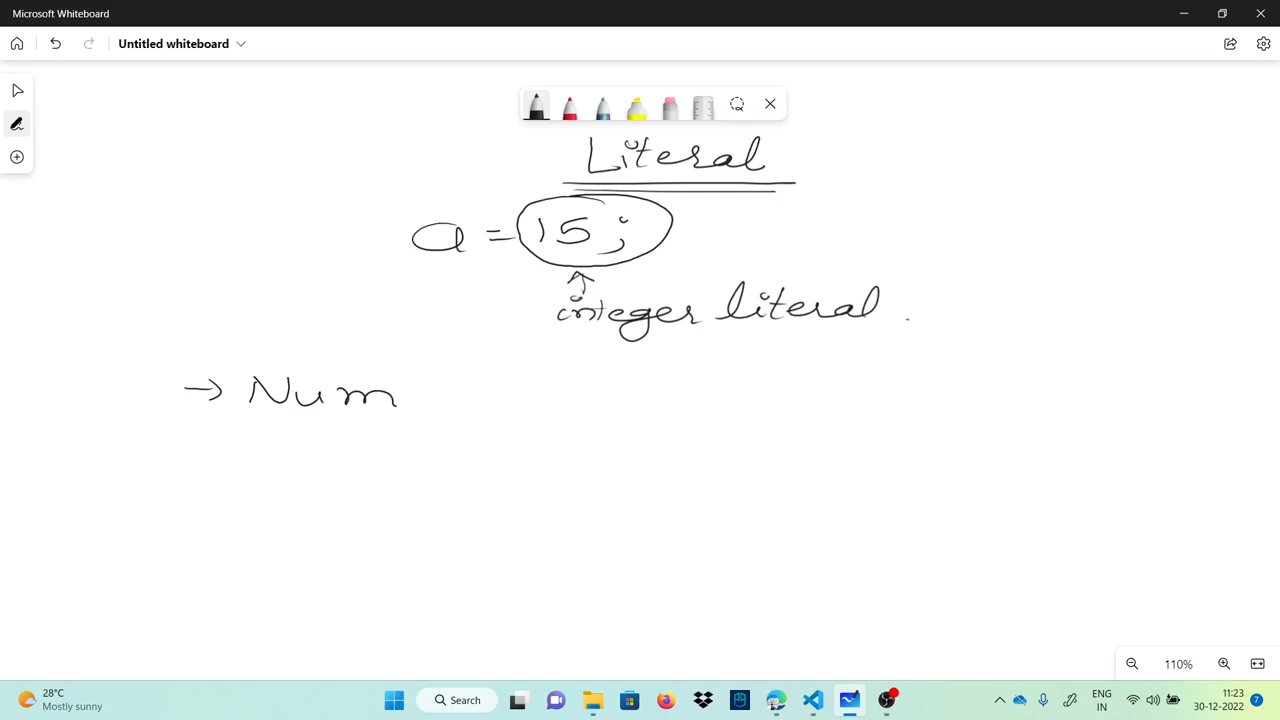 Microsoft Whiteboard
Untitled whiteboard
Literal
a = 15 ;
integer literal .
→ Num
110%
28°C
Mostly sunny
Search
ENG
IN
11:23
30-12-2022
7